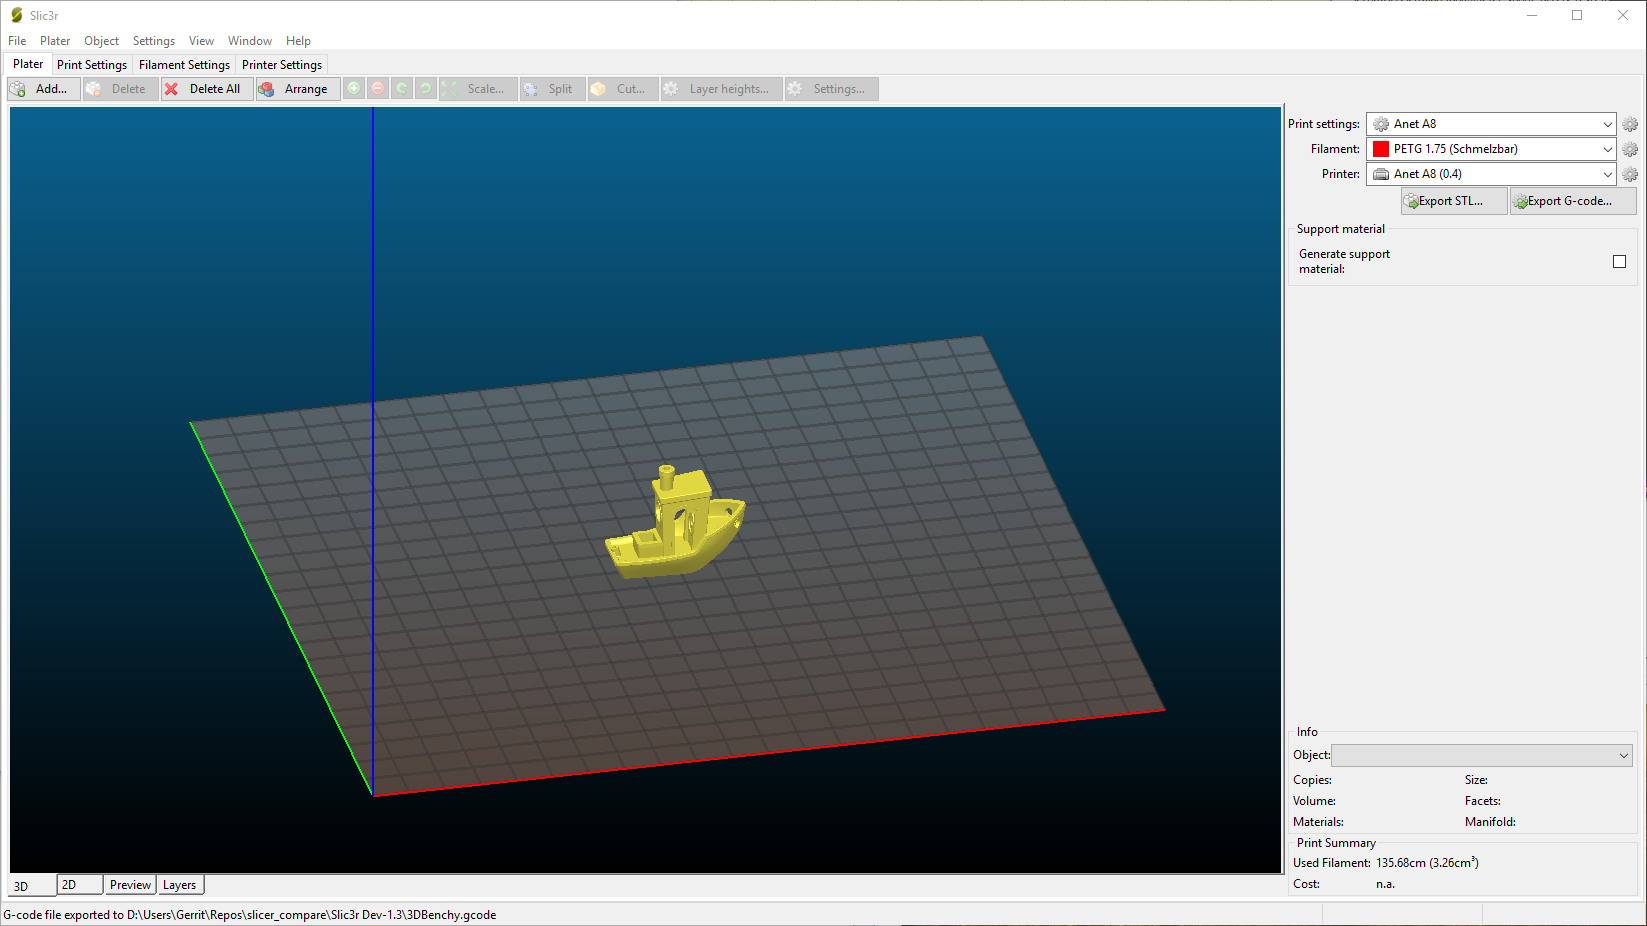 Slic3r
File Plater Object Settings View Window Help
Plater Print Settings Filament Settings Printer Settings
Add... Delete Delete All Arrange Scale... Split Cut... Layer heights... Settings...
Print settings: Anet A8
Filament: PETG 1.75 (Schmelzbar)
Printer: Anet A8 (0.4)
Export STL... Export G-code...
Support material
Generate support
material:
Info
Object:
Copies: Size:
Volume: Facets:
Materials: Manifold:
Print Summary
Used Filament: 135.68cm (3.26cm³)
Cost: n.a.
3D 2D Preview Layers
G-code file exported to D:\Users\Gerrit\Repos\slicer_compare\Slic3r Dev-1.3\3DBenchy.gcode